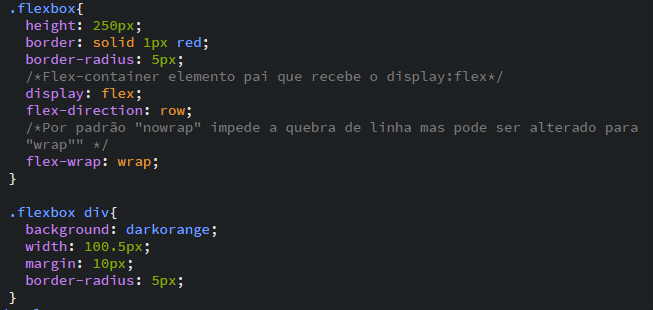 .flexbox{
height: 250px;
border: solid 1px red;
border-radius: 5px;
/*Flex-container elemento pai que recebe o display:flex*/
display: flex;
flex-direction: row;
/*Por padrão "nowrap" impede a quebra de linha mas pode ser alterado para
"wrap"" */
flex-wrap: wrap;
}
.flexbox div{
background: darkorange;
width: 100.5px;
margin: 10px;
border-radius: 5px;
}